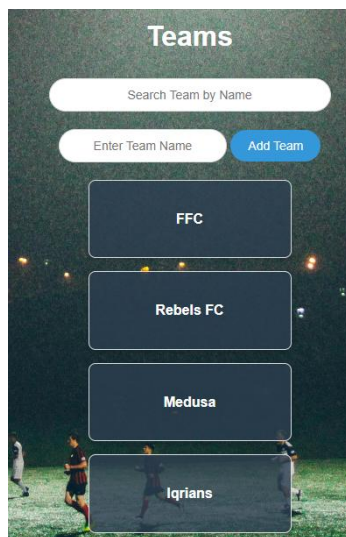 Teams
Search Team by Name
Enter Team Name Add Team
FFC
Rebels FC
Medusa
Iqrians